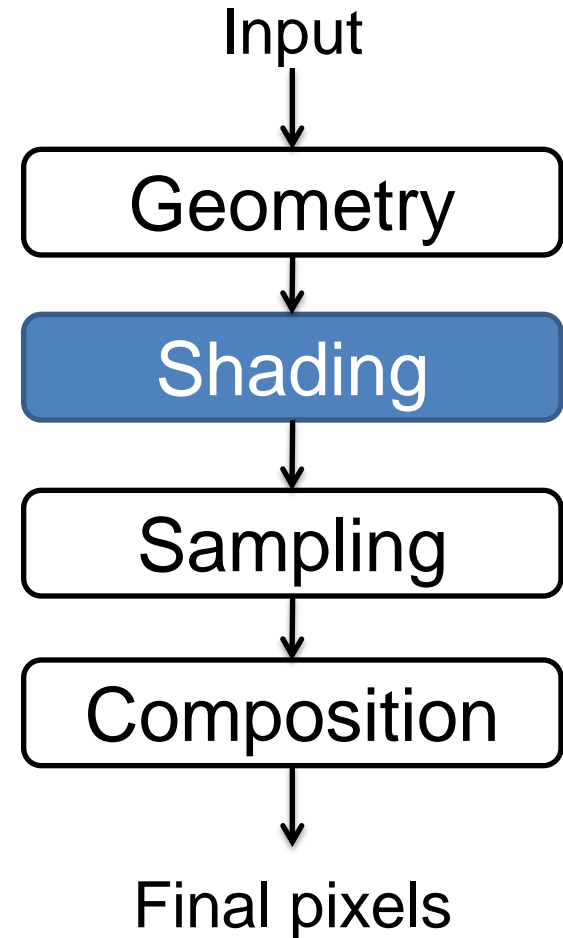 Input
Geometry
Shading
Sampling
Composition
Final pixels